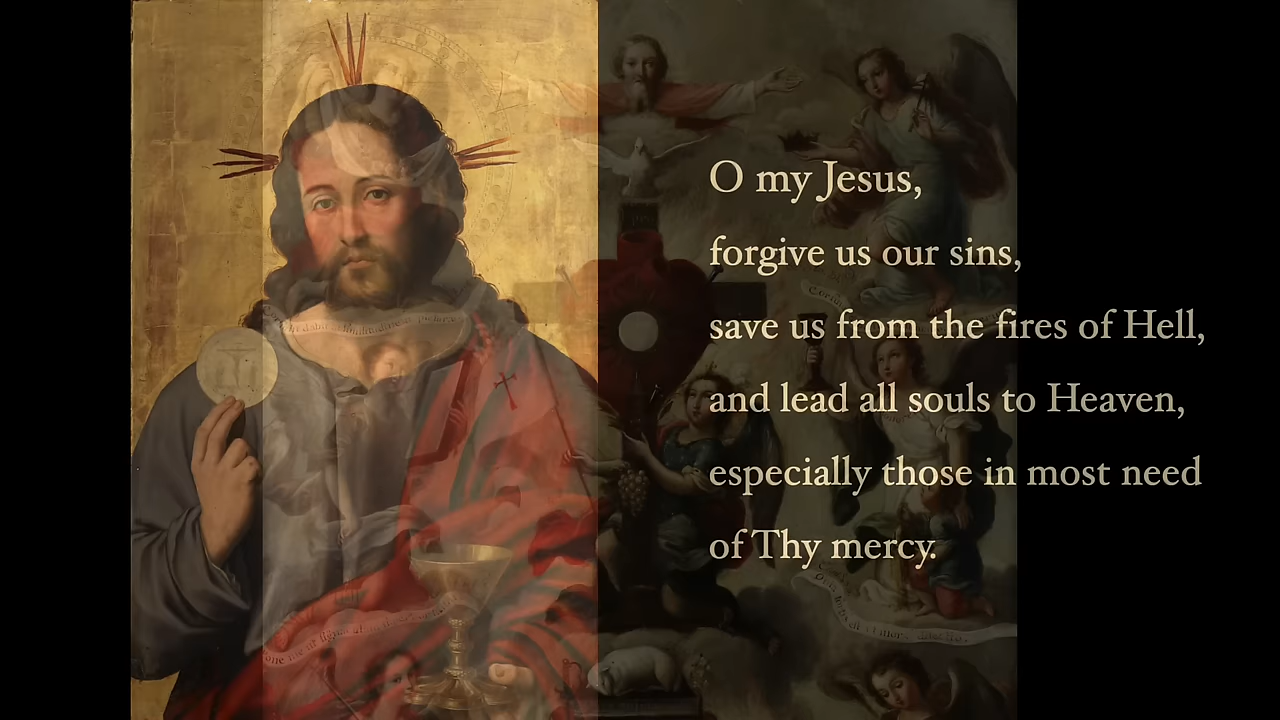 O my Jesus,
forgive us our sins,
save us from the fires of Hell,
and lead all souls to Heaven,
especially those in most need
of Thy mercy.